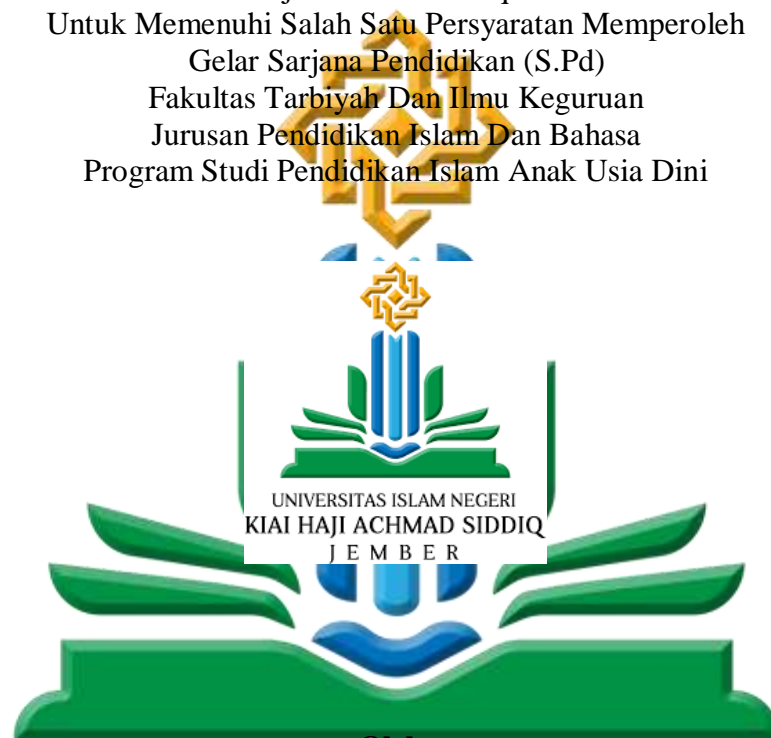 Untuk Memenuhi Salah Satu Persyaratan Memperoleh
Gelar Sarjana Pendidikan (S.Pd)
Fakultas Tarbiyah Dan Ilmu Keguruan
Jurusan Pendidikan Islam Dan Bahasa
Program Studi Pendidikan Islam Anak Usia Dini
UNIVERSITAS ISLAM NEGERI
KIAI HAJI ACHMAD SIDDIQ
JEMBER